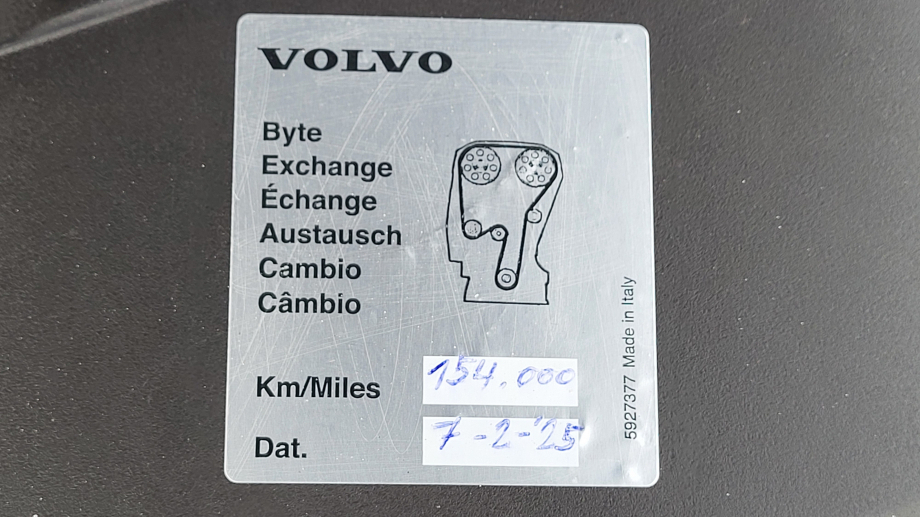 VOLVO
Byte
Exchange
Échange
Austausch
Cambio
Câmbio
Km/Miles 154.000
Dat. 7-2-'25
5927377 Made in Italy